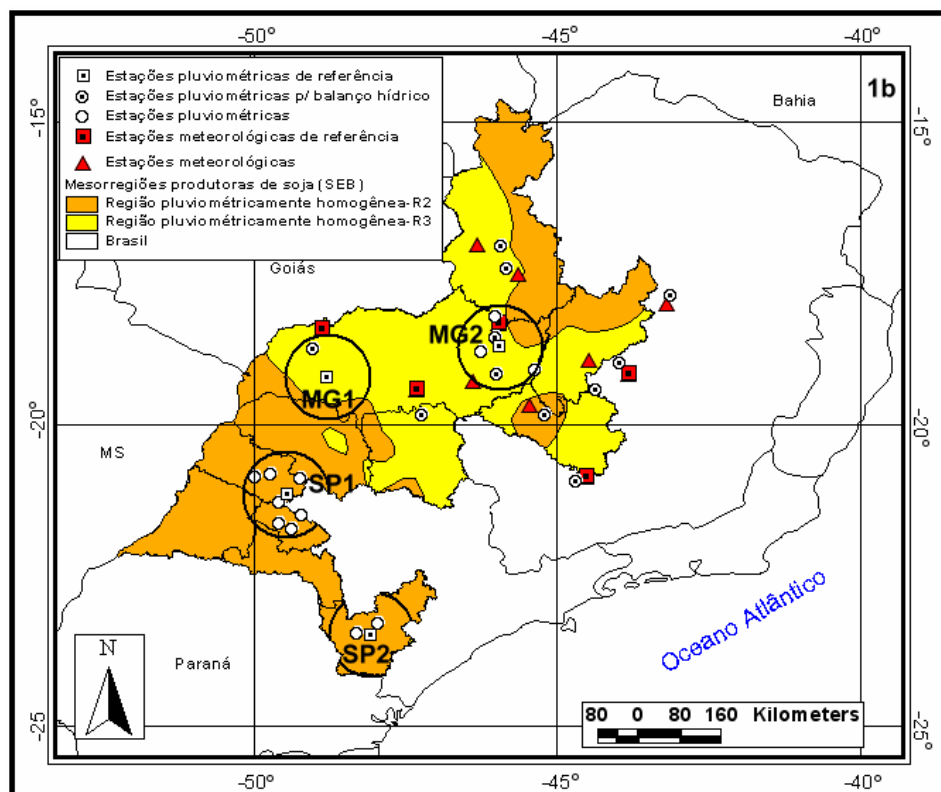 -50° -45° -40°
1b
Estações pluviométricas de referência
Estações pluviométricas p/ balanço hídrico
Estações pluviométricas
Estações meteorológicas de referência
Estações meteorológicas
Mesorregiões produtoras de soja (SEB)
Região pluviométricamente homogênea-R2
Região pluviométricamente homogênea-R3
Brasil
Bahia
-15° -15°
Goiás
MG2
MG1
-20° -20°
MS
SP1
Oceano Atlântico
N
Paraná
SP2
80 0 80 160 Kilometers
-25 -25°
-50° -45° -40°